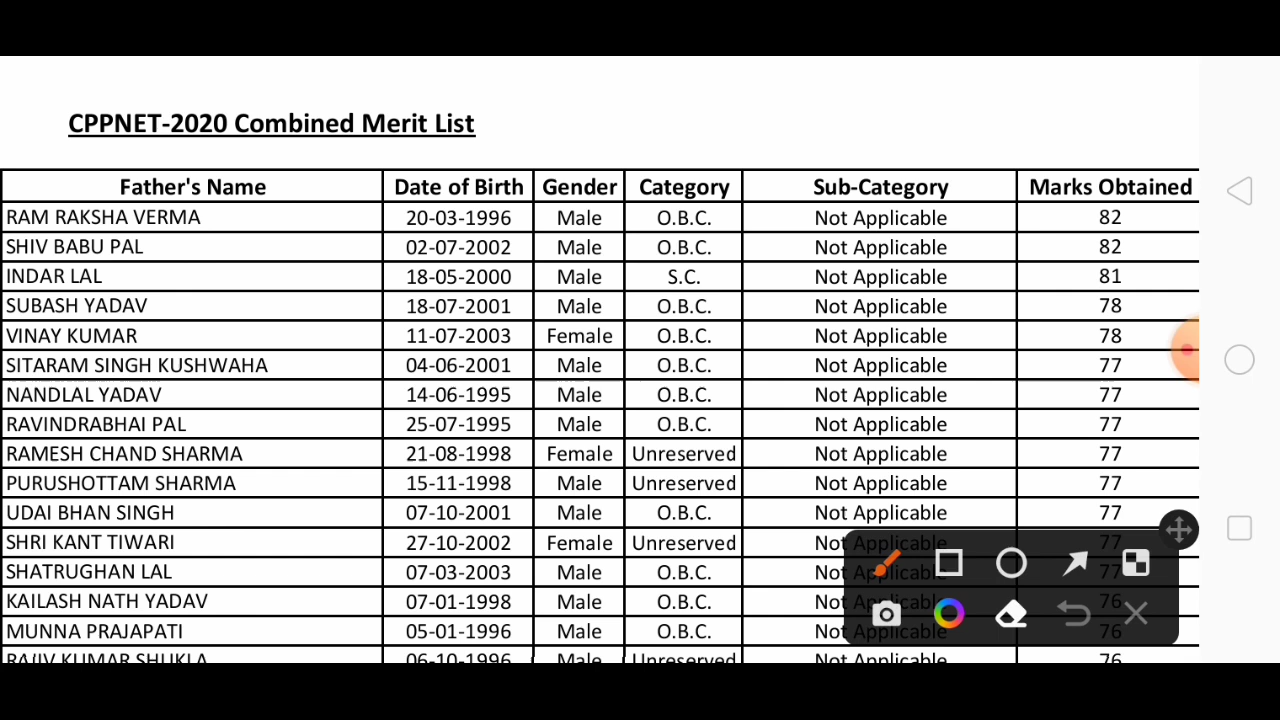 CPPNET-2020 Combined Merit List
Father's Name Date of Birth Gender Category Sub-Category Marks Obtained
RAM RAKSHA VERMA 20-03-1996 Male O.B.C. Not Applicable 82
SHIV BABU PAL 02-07-2002 Male O.B.C. Not Applicable 82
INDAR LAL 18-05-2000 Male S.C. Not Applicable 81
SUBASH YADAV 18-07-2001 Male O.B.C. Not Applicable 78
VINAY KUMAR 11-07-2003 Female O.B.C. Not Applicable 78
SITARAM SINGH KUSHWAHA 04-06-2001 Male O.B.C. Not Applicable 77
NANDLAL YADAV 14-06-1995 Male O.B.C. Not Applicable 77
RAVINDRABHAI PAL 25-07-1995 Male O.B.C. Not Applicable 77
RAMESH CHAND SHARMA 21-08-1998 Female Unreserved Not Applicable 77
PURUSHOTTAM SHARMA 15-11-1998 Male Unreserved Not Applicable 77
UDAI BHAN SINGH 07-10-2001 Male O.B.C. Not Applicable 77
SHRI KANT TIWARI 27-10-2002 Female Unreserved Not Applicable 77
SHATRUGHAN LAL 07-03-2003 Male O.B.C. Not Applicable 77
KAILASH NATH YADAV 07-01-1998 Male O.B.C. Not Applicable 76
MUNNA PRAJAPATI 05-01-1996 Male O.B.C. Not Applicable 76
RAJIV KUMAR SHUKLA 06-10-1996 Male Unreserved Not Applicable 76